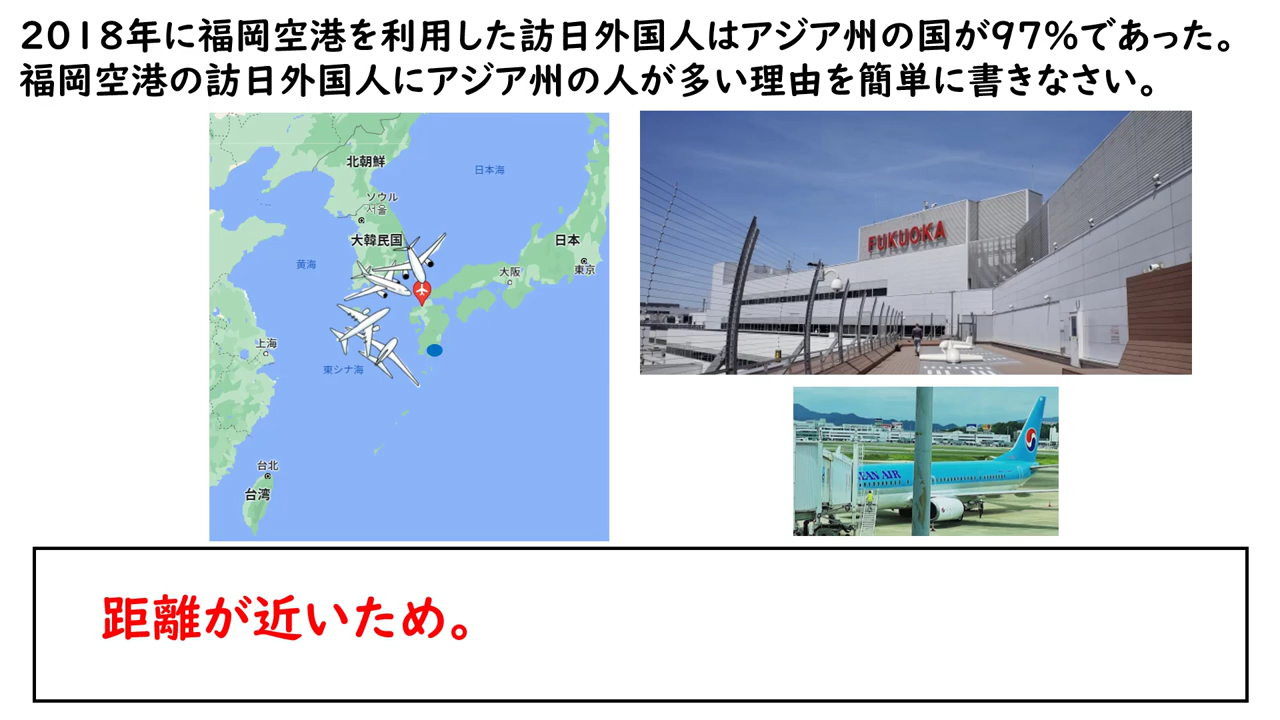 2018年に福岡空港を利用した訪日外国人はアジア州の国が97%であった。
福岡空港の訪日外国人にアジア州の人が多い理由を簡単に書きなさい。
北朝鮮
日本海
ソウル
서울
大韓民国
日本
黄海
大阪
東京
上海
東シナ海
台北
台湾
FUKUOKA
EAN AIR
距離が近いため。